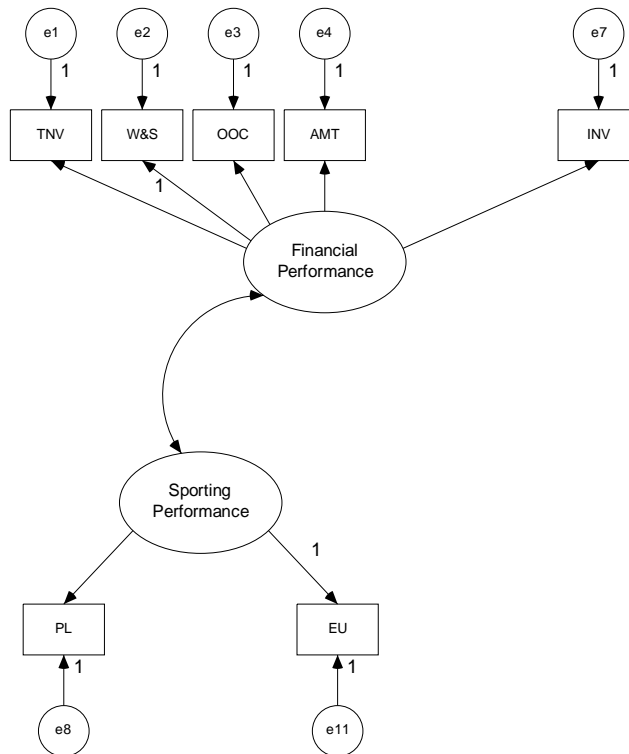 e1
e2
e3
e4
e7
1
1
1
1
1
TNV
W&S
OOC
AMT
INV
1
Financial
Performance
Sporting
Performance
1
PL
EU
1
1
e8
e11